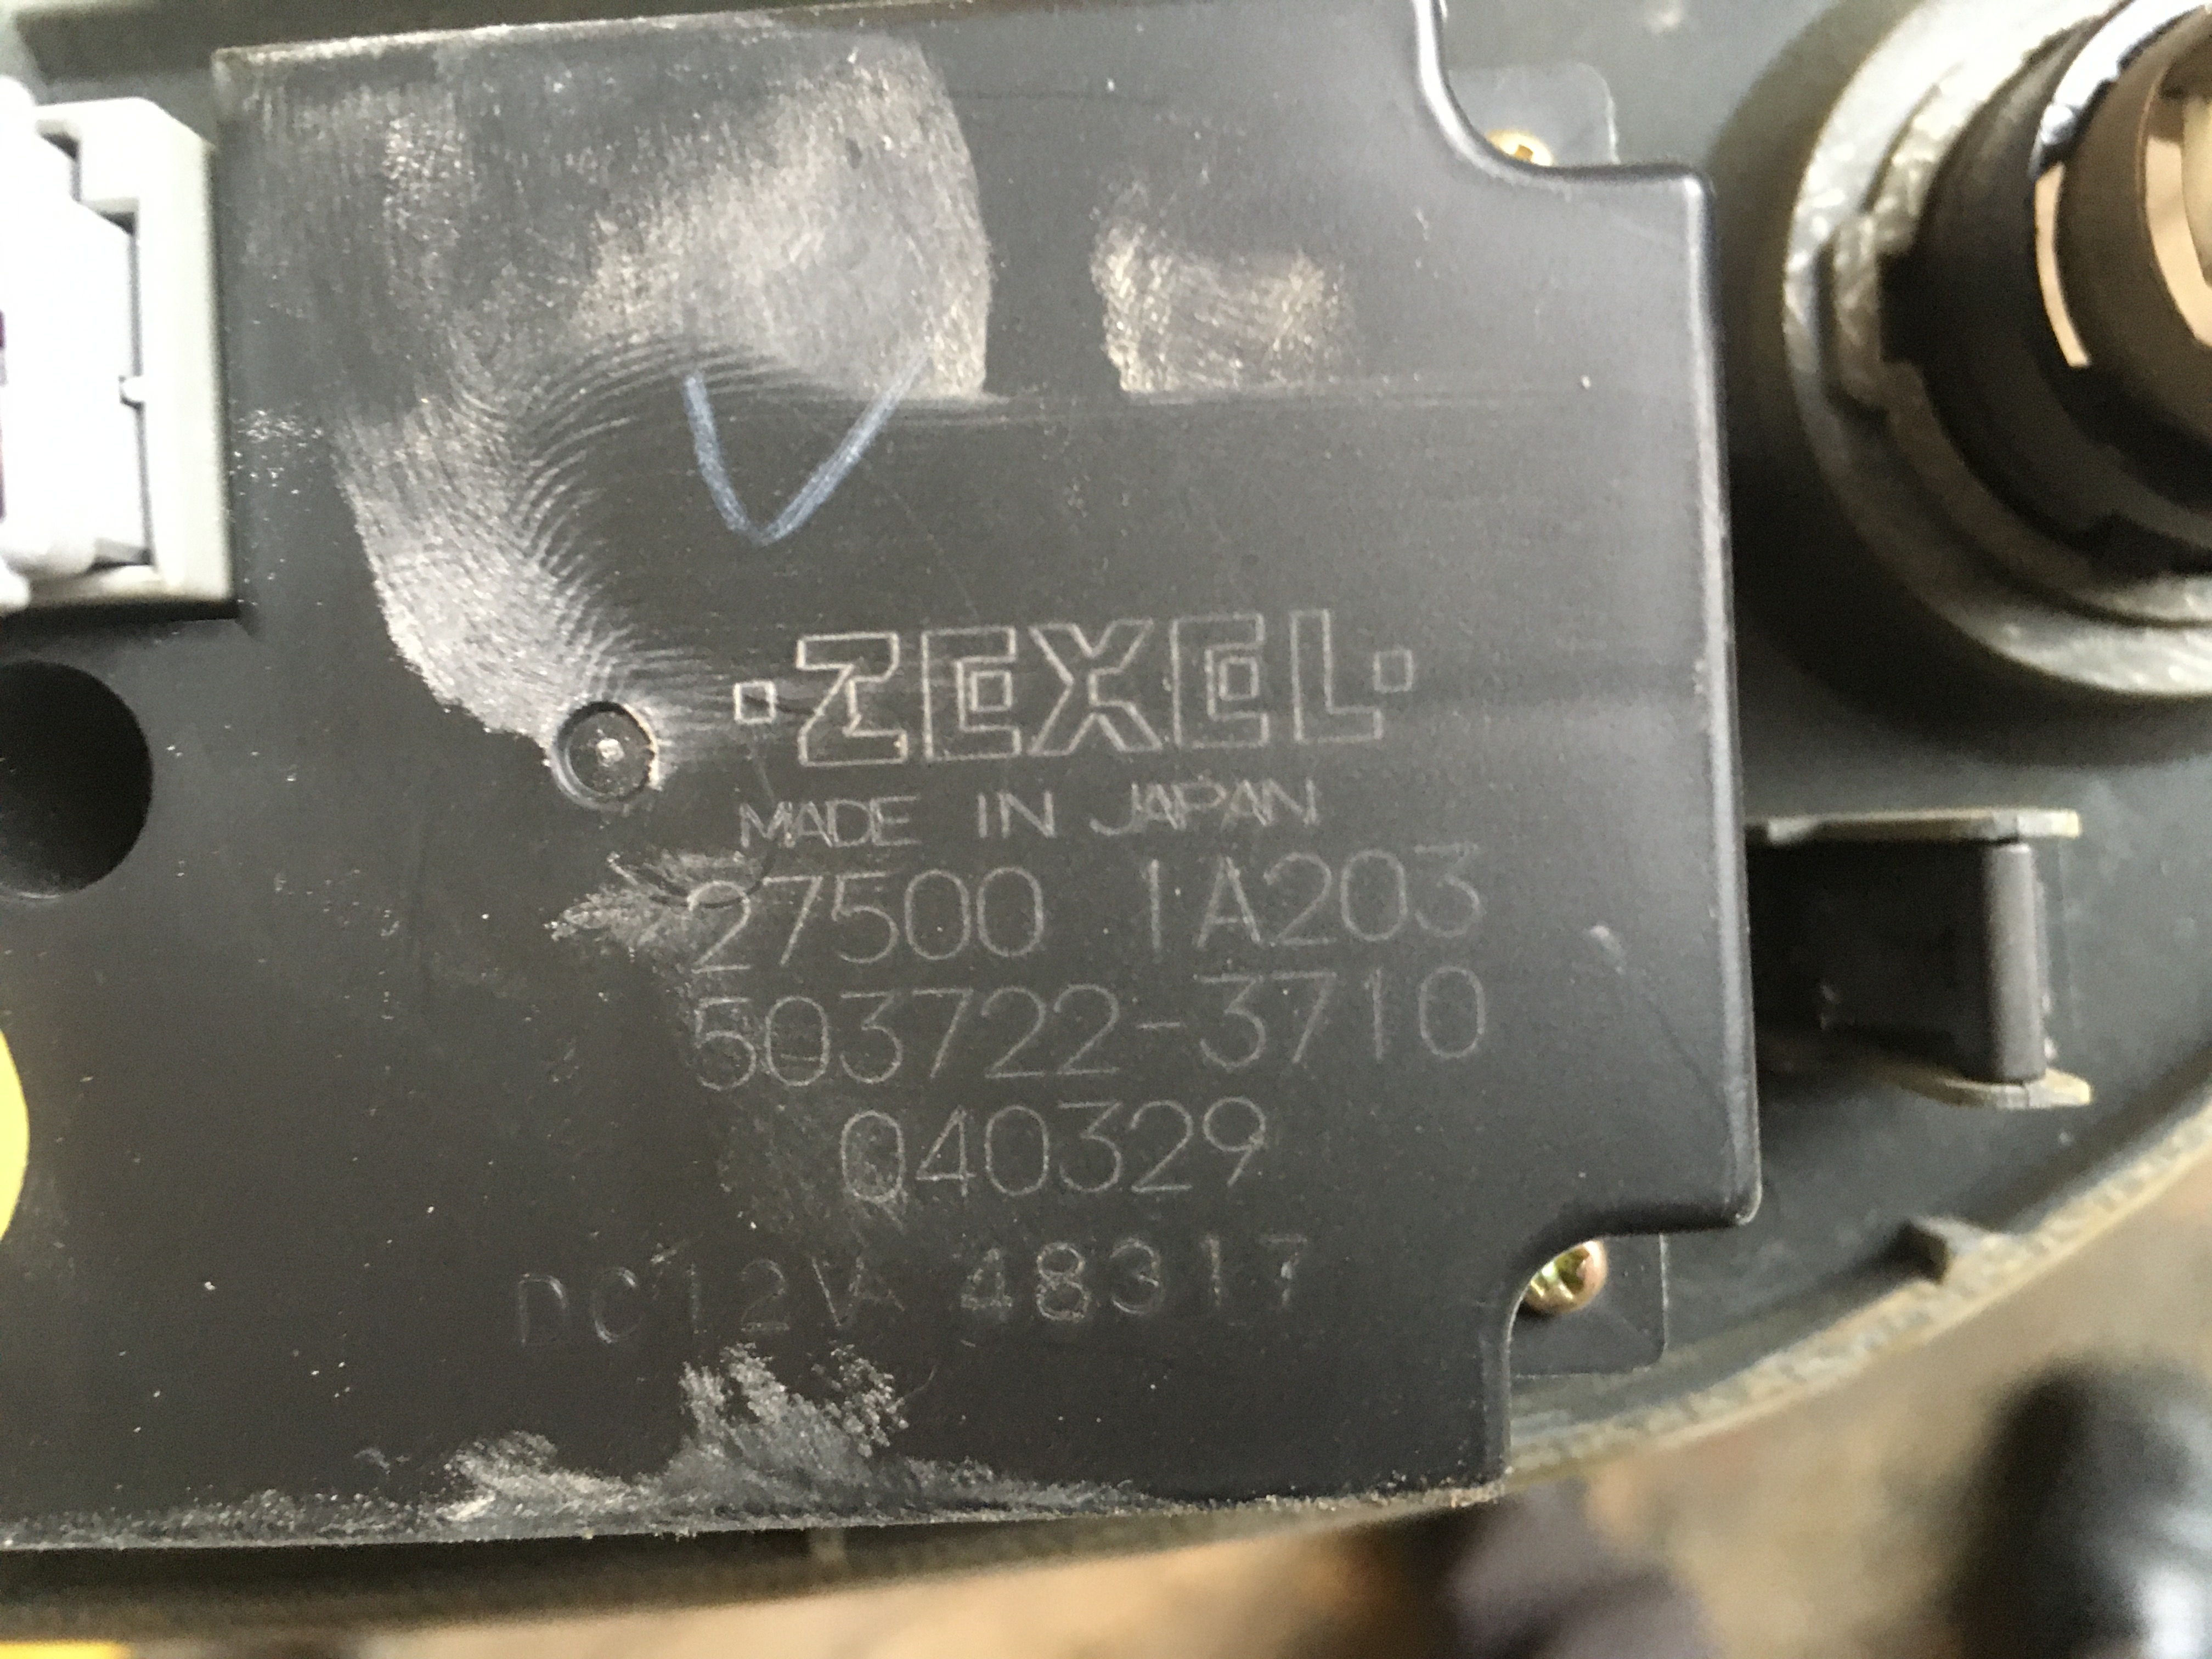 ZEXEL
MADE IN JAPAN
27500 1A203
503722-3710
040329
DC12V 48317